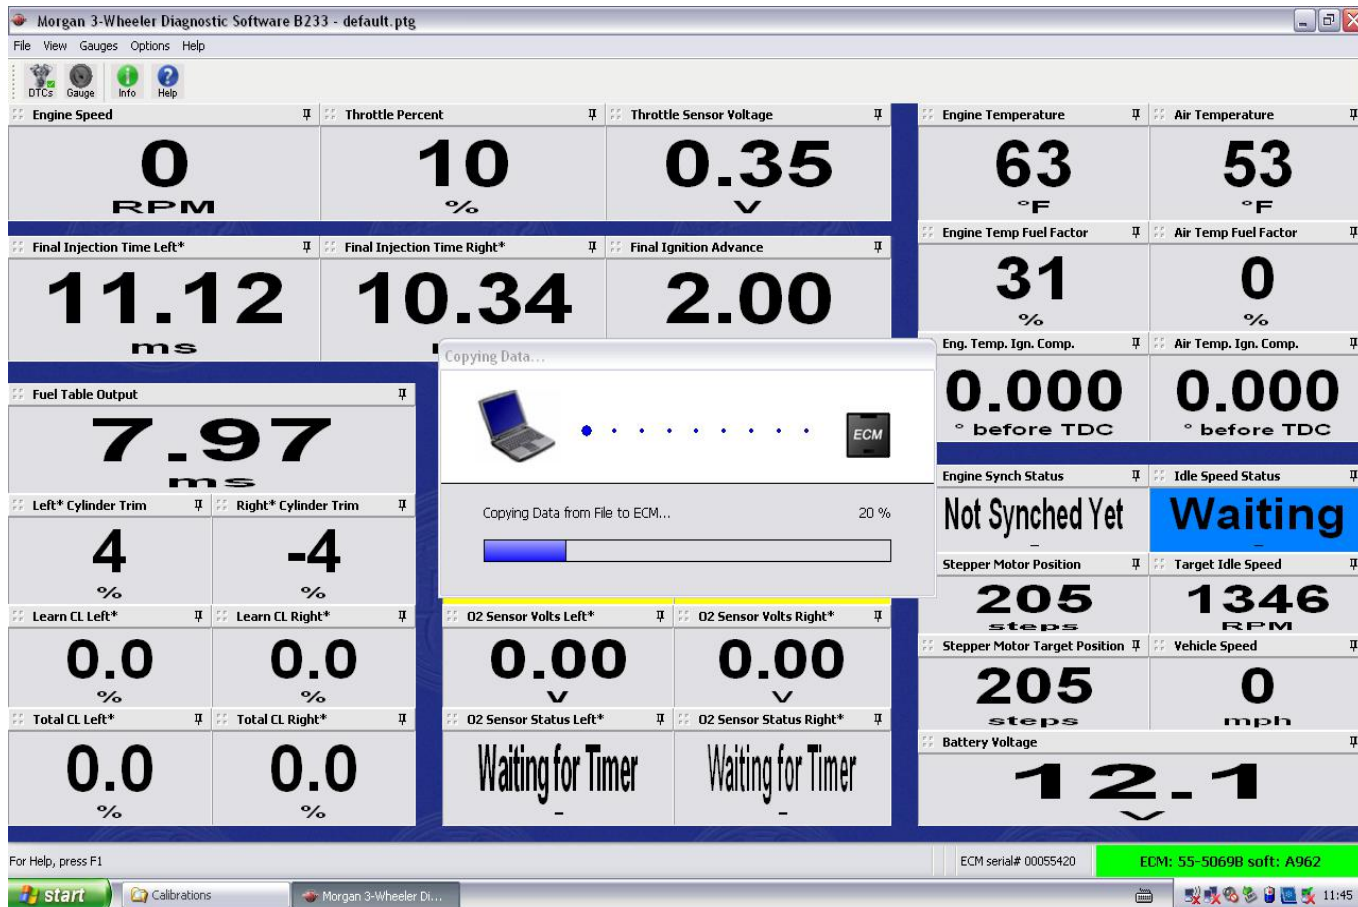 Morgan 3-Wheeler Diagnostic Software B233 - default.ptg
File View Gauges Options Help
DTCs Gauge Info Help
Engine Speed
0
RPM
Throttle Percent
10
%
Throttle Sensor Voltage
0.35
V
Engine Temperature
63
°F
Air Temperature
53
°F
Final Injection Time Left*
11.12
ms
Final Injection Time Right*
10.34
Final Ignition Advance
2.00
Engine Temp Fuel Factor
31
%
Air Temp Fuel Factor
0
%
Eng. Temp. Ign. Comp.
0.000
° before TDC
Air Temp. Ign. Comp.
0.000
° before TDC
Copying Data...
ECM
Copying Data from File to ECM...
20 %
Fuel Table Output
7.97
ms
Left* Cylinder Trim
4
%
Right* Cylinder Trim
-4
%
Learn CL Left*
0.0
%
Learn CL Right*
0.0
%
Total CL Left*
0.0
%
Total CL Right*
0.0
%
O2 Sensor Volts Left*
0.00
V
O2 Sensor Volts Right*
0.00
V
O2 Sensor Status Left*
Waiting for Timer
–
O2 Sensor Status Right*
Waiting for Timer
–
Engine Synch Status
Not Synched Yet
–
Idle Speed Status
Waiting
–
Stepper Motor Position
205
steps
Target Idle Speed
1346
RPM
Stepper Motor Target Position
205
steps
Vehicle Speed
0
mph
Battery Voltage
12.1
V
For Help, press F1
ECM serial# 00055420
ECM: 55-5069B soft: A962
start
Calibrations
Morgan 3-Wheeler Di...
11:45